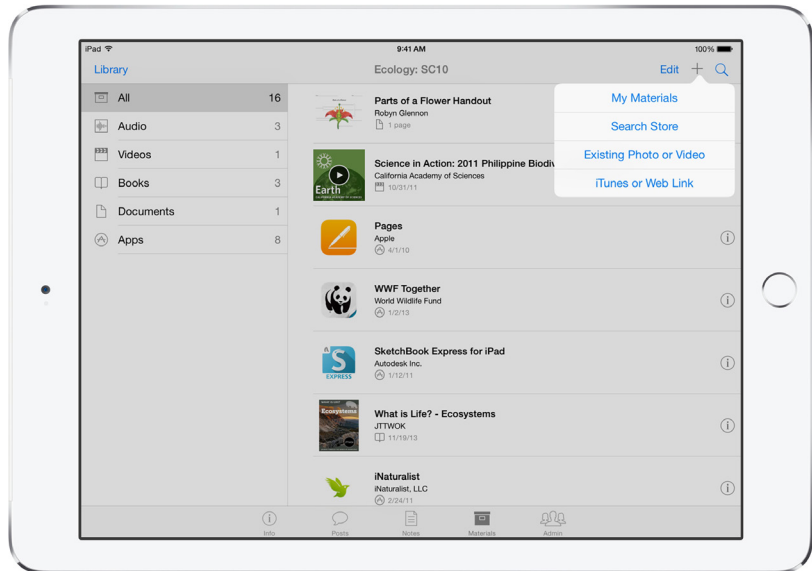 iPad
9:41 AM
100%
Library
Ecology: SC10
Edit
All 16
Audio 3
Videos 1
Books 3
Documents 1
Apps 8
My Materials
Search Store
Existing Photo or Video
iTunes or Web Link
Parts of a Flower Handout
Robyn Glennon
1 page
Earth
Science in Action: 2011 Philippine Biodiv
California Academy of Sciences
10/31/11
Pages
Apple
4/1/10
WWF Together
World Wildlife Fund
1/2/13
S
EXPRESS
SketchBook Express for iPad
Autodesk Inc.
1/12/11
Ecosystems
What is Life? - Ecosystems
JTTWOK
11/19/13
iNaturalist
iNaturalist, LLC
2/24/11
Info
Posts
Notes
Materials
Admin